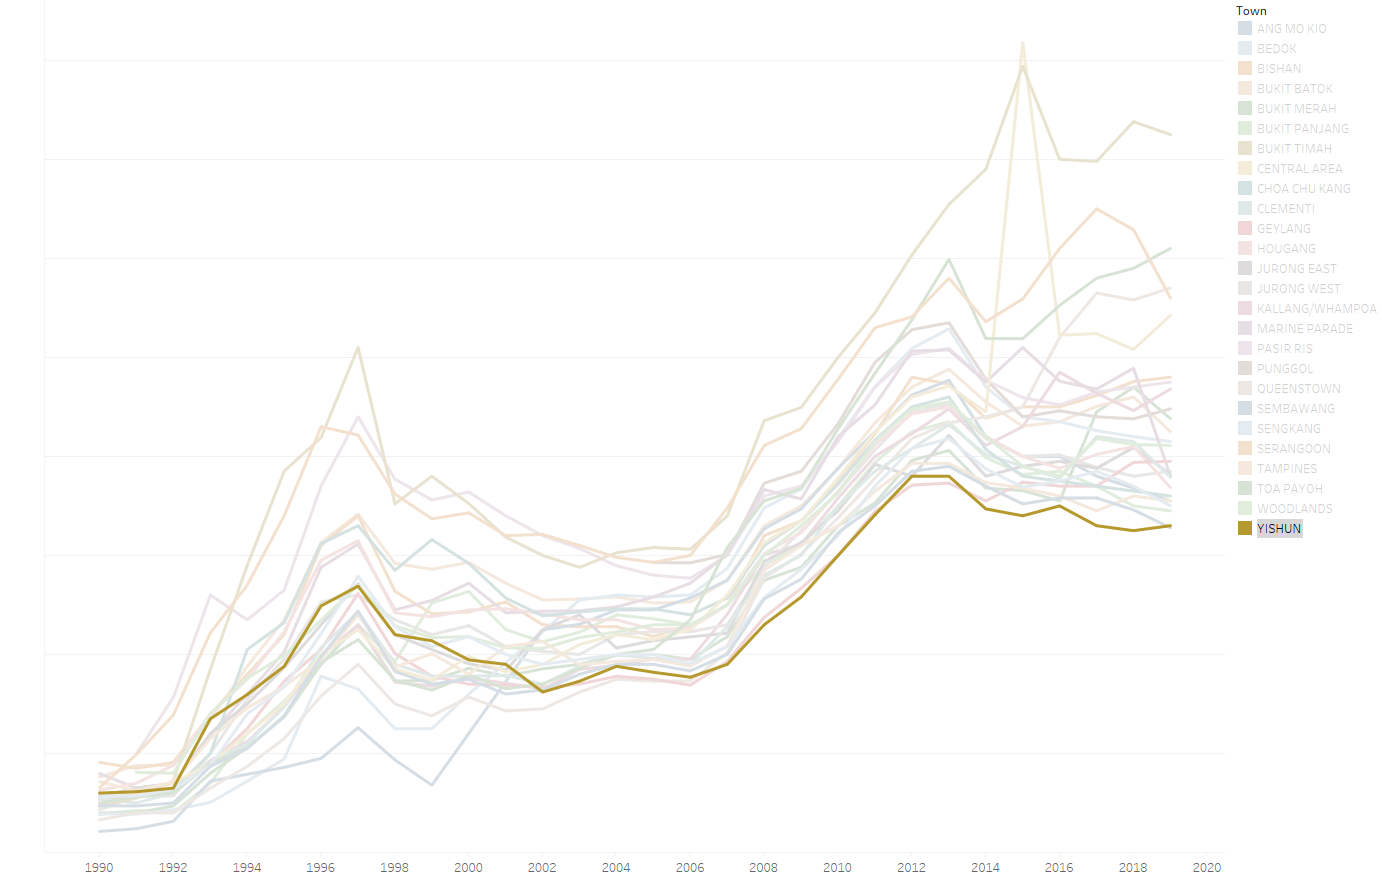 Town
ANG MO KIO
BEDOK
BISHAN
BUKIT BATOK
BUKIT MERAH
BUKIT PANJANG
BUKIT TIMAH
CENTRAL AREA
CHOA CHU KANG
CLEMENTI
GEYLANG
HOUGANG
JURONG EAST
JURONG WEST
KALLANG/WHAMPOA
MARINE PARADE
PASIR RIS
PUNGGOL
QUEENSTOWN
SEMBAWANG
SENGKANG
SERANGOON
TAMPINES
TOA PAYOH
WOODLANDS
YISHUN
1990 1992 1994 1996 1998 2000 2002 2004 2006 2008 2010 2012 2014 2016 2018 2020